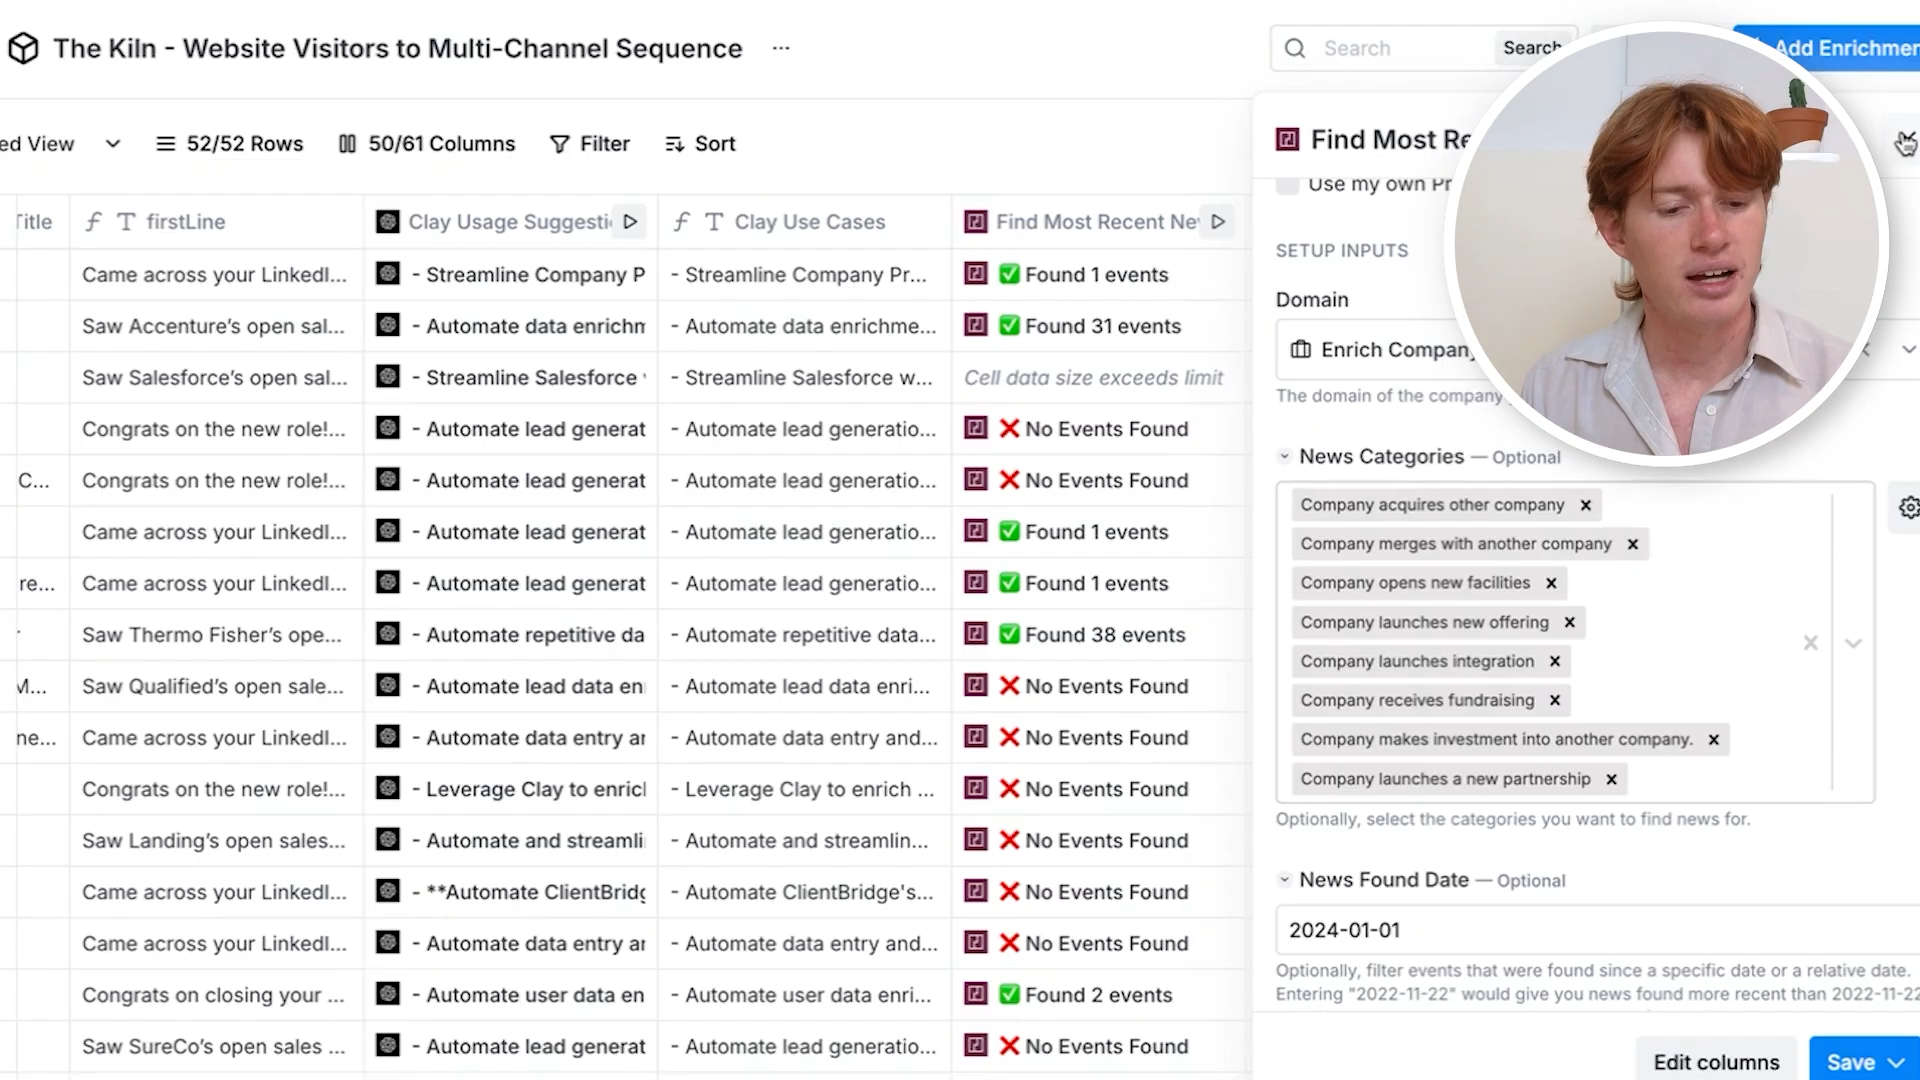 The Kiln - Website Visitors to Multi-Channel Sequence ...
Search Search
Add Enrichmen
ed View 52/52 Rows 50/61 Columns Filter Sort
Title firstLine Clay Usage Suggesti Clay Use Cases Find Most Recent Ne
Came across your LinkedI... - Streamline Company P - Streamline Company Pr... Found 1 events
Saw Accenture's open sal... - Automate data enrichm - Automate data enrichme... Found 31 events
Saw Salesforce's open sal... - Streamline Salesforce - Streamline Salesforce w... Cell data size exceeds limit
Congrats on the new role!... - Automate lead generat - Automate lead generatio... No Events Found
C... Congrats on the new role!... - Automate lead generat - Automate lead generatio... No Events Found
Came across your LinkedI... - Automate lead generat - Automate lead generatio... Found 1 events
re... Came across your LinkedI... - Automate lead generat - Automate lead generatio... Found 1 events
Saw Thermo Fisher's ope... - Automate repetitive da - Automate repetitive data... Found 38 events
M... Saw Qualified's open sale... - Automate lead data en - Automate lead data enri... No Events Found
ne... Came across your LinkedI... - Automate data entry ar - Automate data entry and... No Events Found
Congrats on the new role!... - Leverage Clay to enricl - Leverage Clay to enrich ... No Events Found
Saw Landing's open sales... - Automate and streamli - Automate and streamlin... No Events Found
Came across your LinkedI... - **Automate ClientBridg - Automate ClientBridge's... No Events Found
Came across your LinkedI... - Automate data entry ar - Automate data entry and... No Events Found
Congrats on closing your ... - Automate user data en - Automate user data enri... Found 2 events
Saw SureCo's open sales ... - Automate lead generat - Automate lead generatio... No Events Found
Find Most Re
Use my own Pr
SETUP INPUTS
Domain
Enrich Company
The domain of the company
News Categories — Optional
Company acquires other company
Company merges with another company
Company opens new facilities
Company launches new offering
Company launches integration
Company receives fundraising
Company makes investment into another company.
Company launches a new partnership
Optionally, select the categories you want to find news for.
News Found Date — Optional
2024-01-01
Optionally, filter events that were found since a specific date or a relative date.
Entering "2022-11-22" would give you news found more recent than 2022-11-22
Edit columns Save